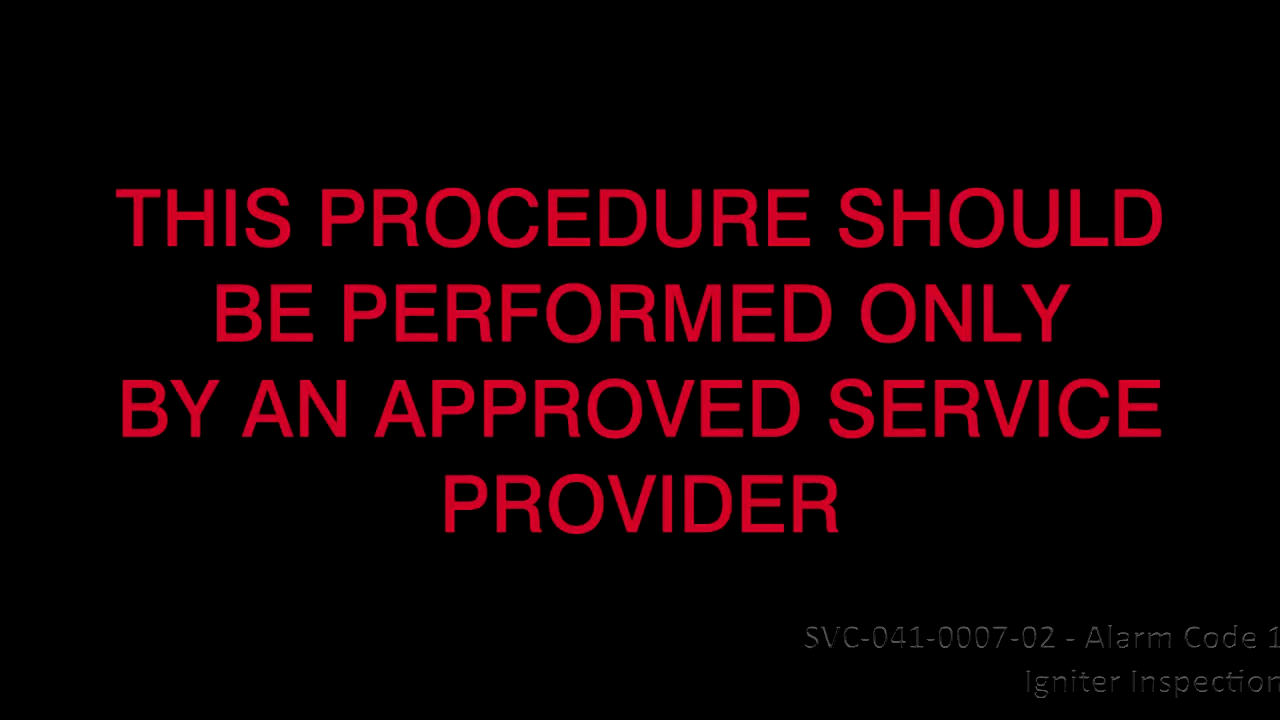 THIS PROCEDURE SHOULD
BE PERFORMED ONLY
BY AN APPROVED SERVICE
PROVIDER
SVC-041-0007-02 - Alarm Code 1
Igniter Inspection